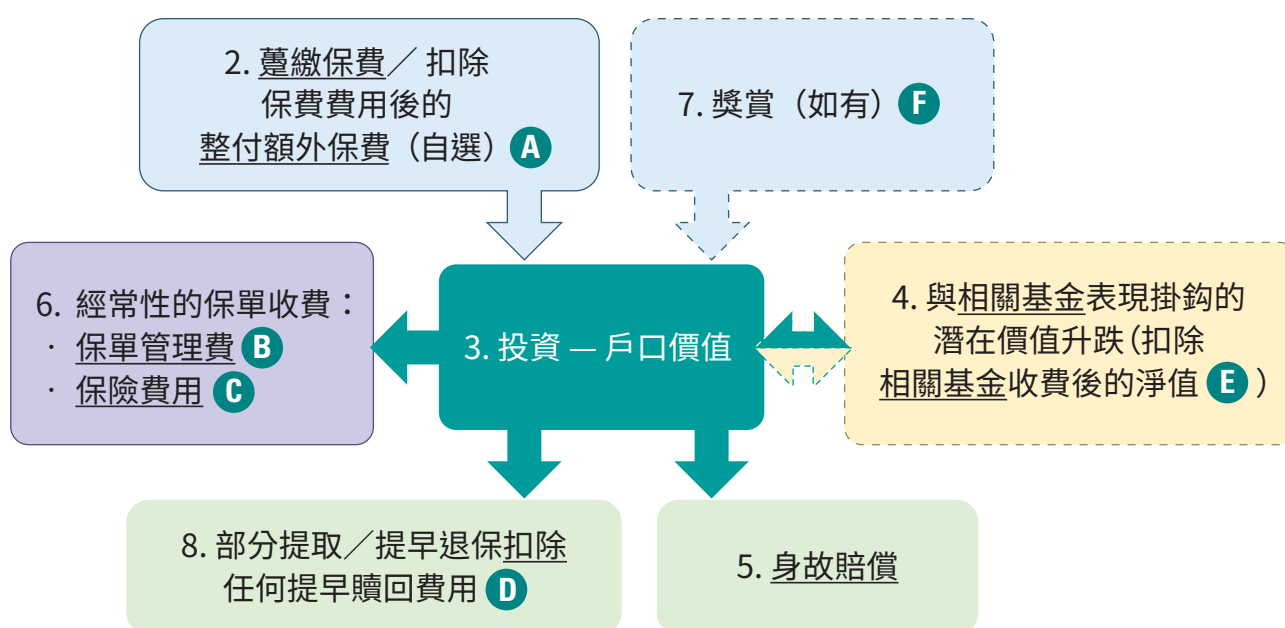 2. 躉繳保費／扣除
保費費用後的
整付額外保費（自選） A
7. 獎賞（如有） F
6. 經常性的保單收費：
· 保單管理費 B
· 保險費用 C
3. 投資 — 戶口價值
4. 與相關基金表現掛鈎的
潛在價值升跌（扣除
相關基金收費後的淨值 E ）
8. 部分提取／提早退保扣除
任何提早贖回費用 D
5. 身故賠償